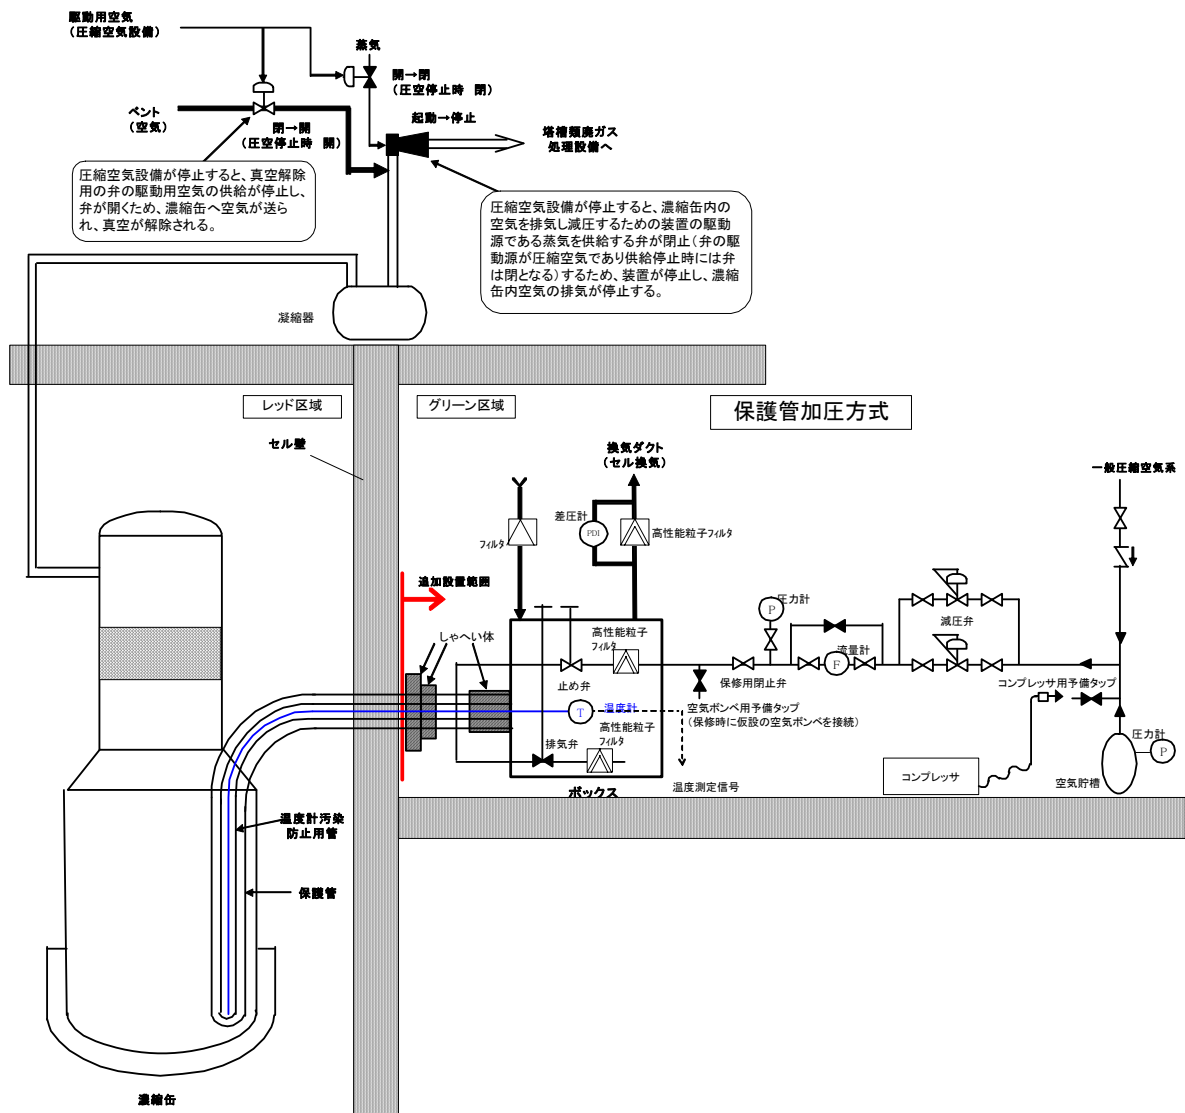 駆動用空気
（圧縮空気設備）
蒸気
開→閉
（圧空停止時 閉）
ベント
（空気）
閉→開
（圧空停止時 開）
起動→停止
塔槽類廃ガス
処理設備へ
圧縮空気設備が停止すると、真空解除
用の弁の駆動用空気の供給が停止し、
弁が開くため、濃縮缶へ空気が送ら
れ、真空が解除される。
圧縮空気設備が停止すると、濃縮缶内の
空気を排気し減圧するための装置の駆動
源である蒸気を供給する弁が閉止（弁の駆
動源が圧縮空気であり供給停止時には弁
は閉となる）するため、装置が停止し、濃縮
缶内空気の排気が停止する。
凝縮器
レッド区域
グリーン区域
保護管加圧方式
セル壁
換気ダクト
（セル換気）
一般圧縮空気系
フィルタ
差圧計
PDI
高性能粒子フィルタ
追加設置範囲
圧力計
P
しゃへい体
高性能粒子
フィルタ
減圧弁
流量計
F
止め弁
保修用閉止弁
コンプレッサ用予備タップ
温度計
T
空気ボンベ用予備タップ
（保修時に仮設の空気ボンベを接続）
高性能粒子
フィルタ
排気弁
圧力計
P
ボックス
温度測定信号
コンプレッサ
空気貯槽
温度計汚染
防止用管
保護管
濃縮缶